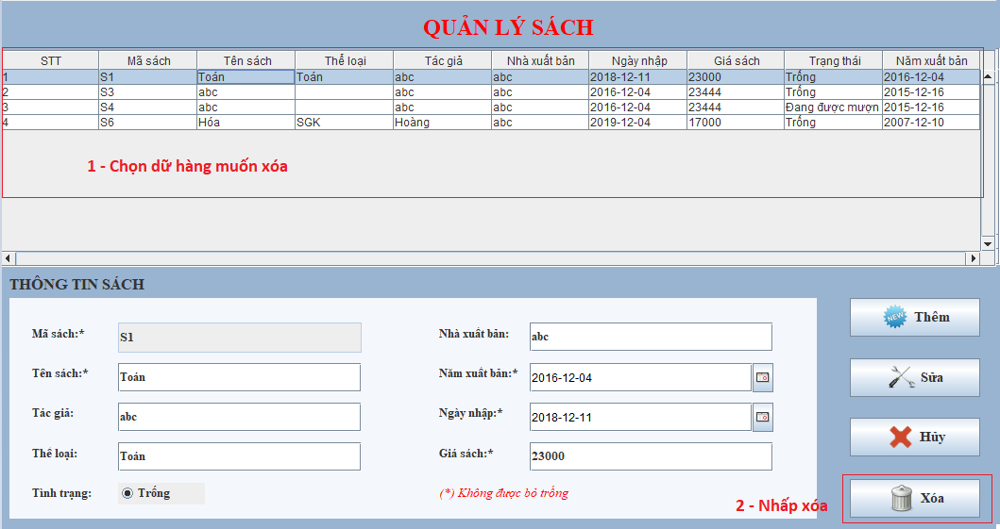 QUẢN LÝ SÁCH
STT Mã sách Tên sách Thể loại Tác giả Nhà xuất bản Ngày nhập Giá sách Trạng thái Năm xuất bản
1 S1 Toán Toán abc abc 2018-12-11 23000 Trống 2016-12-04
2 S3 abc abc abc 2016-12-04 23444 Trống 2015-12-16
3 S4 abc abc abc 2016-12-04 23444 Đang được mượn 2015-12-16
4 S6 Hóa SGK Hoàng abc 2019-12-04 17000 Trống 2007-12-10
1 - Chọn dữ hàng muốn xóa
THÔNG TIN SÁCH
Mã sách:* S1 Nhà xuất bản: abc
Tên sách:* Toán Năm xuất bản:* 2016-12-04
Tác giả: abc Ngày nhập:* 2018-12-11
Thể loại: Toán Giá sách:* 23000
Tình trạng: Trống (*) Không được bỏ trống
NEW Thêm
Sửa
Hủy
2 - Nhấp xóa Xóa